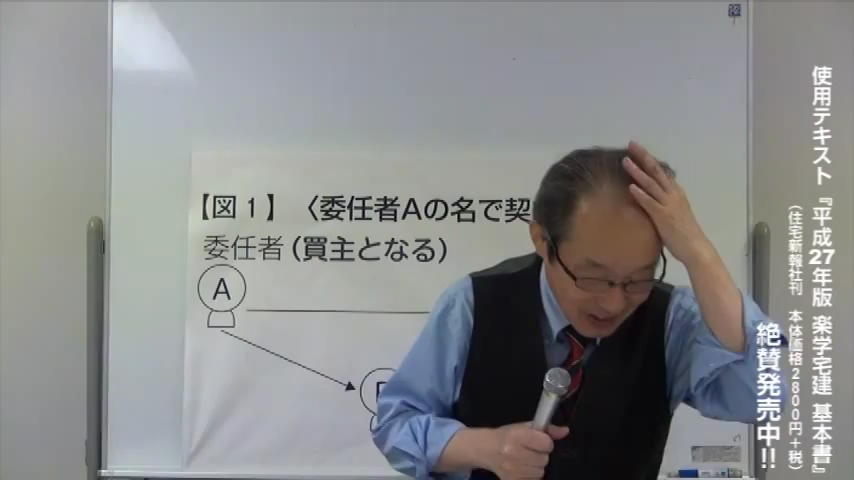 【図1】〈委任者Aの名で契
委任者(買主となる)
A
使用テキスト『平成27年版 楽学宅建 基本書』
(住宅新報社刊 本体価格2800円+税)
絶賛発売中!!